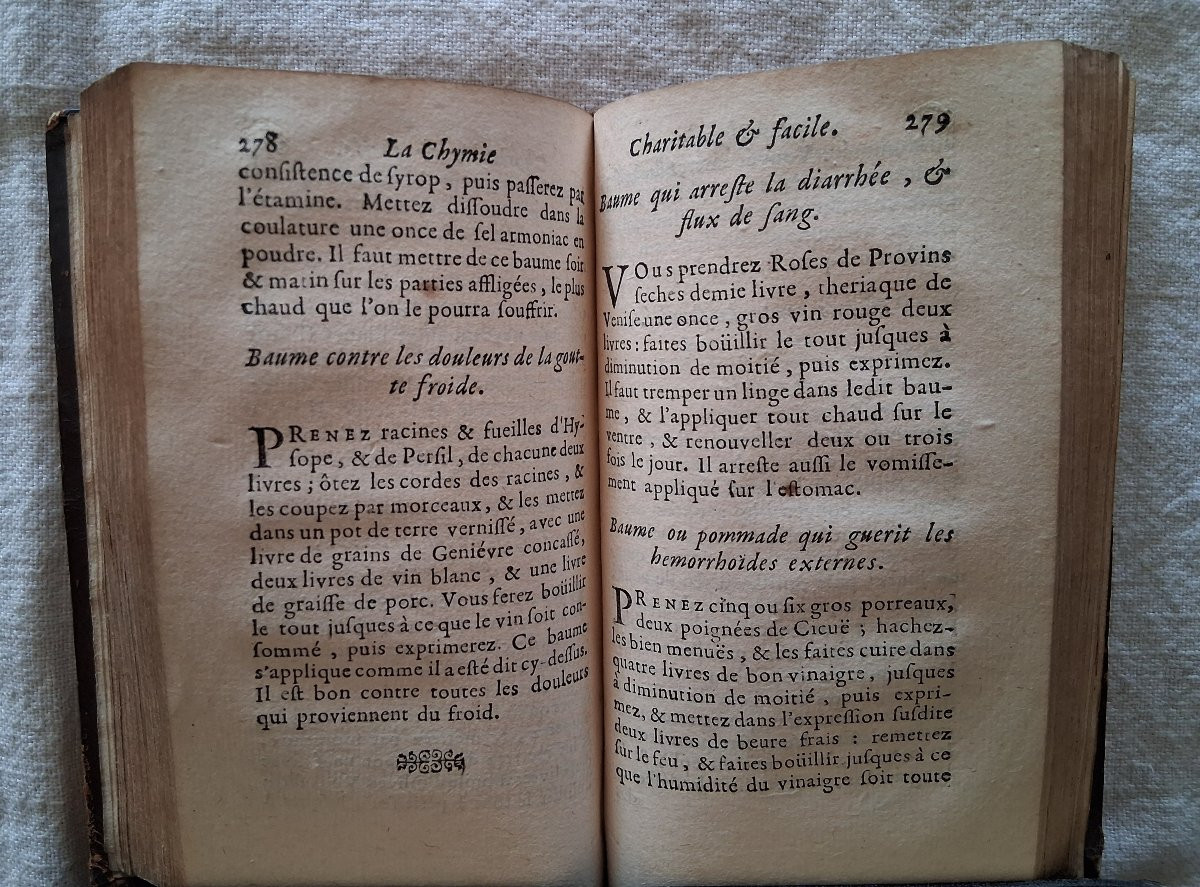 278 La Chymie
conſiſtence de ſyrop, puis paſſerez par
l'étamine. Mettez diſſoudre dans la
coulature une once de ſel armoniac en
poudre. Il faut mettre de ce baume ſoir
& matin ſur les parties affligées, le plus
chaud que l'on le pourra ſouffrir.
Baume contre les douleurs de la gout-
te froide.
PRENEZ racines & fueilles d'Hy-
ſope, & de Perſil, de chacune deux
livres; ôtez les cordes des racines, &
les coupez par morceaux, & les mettez
dans un pot de terre verniſſé, avec une
livre de grains de Geniévre concaſſé,
deux livres de vin blanc, & une livre
de graiſſe de porc. Vous ferez boüillir
le tout juſques à ce que le vin ſoit con-
ſommé, puis exprimerez. Ce baume
s'applique comme il a eſté dit cy-deſſus.
Il eſt bon contre toutes les douleurs
qui proviennent du froid.
Charitable & facile. 279
Baume qui arreſte la diarrhée, &
flux de ſang.
VOus prendrez Roſes de Provins
ſeches demie livre, theriaque de
Veniſe une once, gros vin rouge deux
livres: faites boüillir le tout juſques à
diminution de moitié, puis exprimez.
Il faut tremper un linge dans ledit bau-
me, & l'appliquer tout chaud ſur le
ventre, & renouveller deux ou trois
fois le jour. Il arreſte auſſi le vomiſſe-
ment appliqué ſur l'eſtomac.
Baume ou pommade qui guerit les
hemorrhoïdes externes.
PRENEZ cinq ou ſix gros porreaux,
deux poignées de Cicuë; hachez-
les bien menuës, & les faites cuire dans
quatre livres de bon vinaigre, juſques
à diminution de moitié, puis expri-
mez, & mettez dans l'expreſſion ſuſdite
deux livres de beure frais: remettrez
ſur le feu, & faites boüillir juſques à ce
que l'humidité du vinaigre ſoit toute